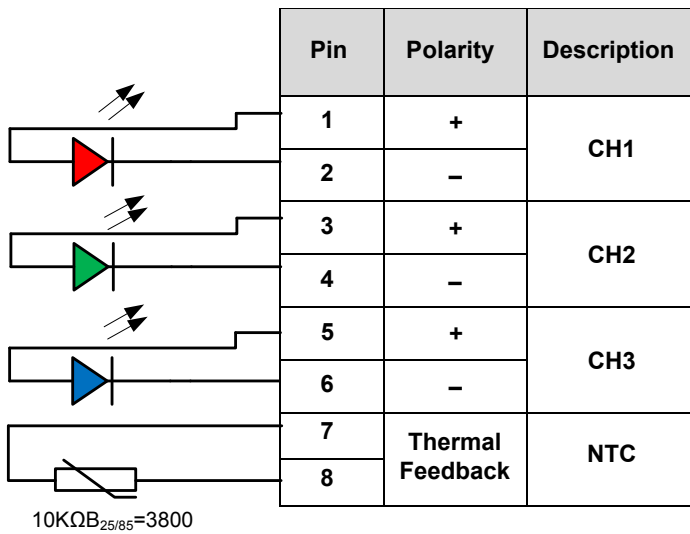 Pin Polarity Description
1 +
CH1
2 –
3 +
CH2
4 –
5 +
CH3
6 –
7
Thermal
Feedback
NTC
8
10KΩB25/85=3800